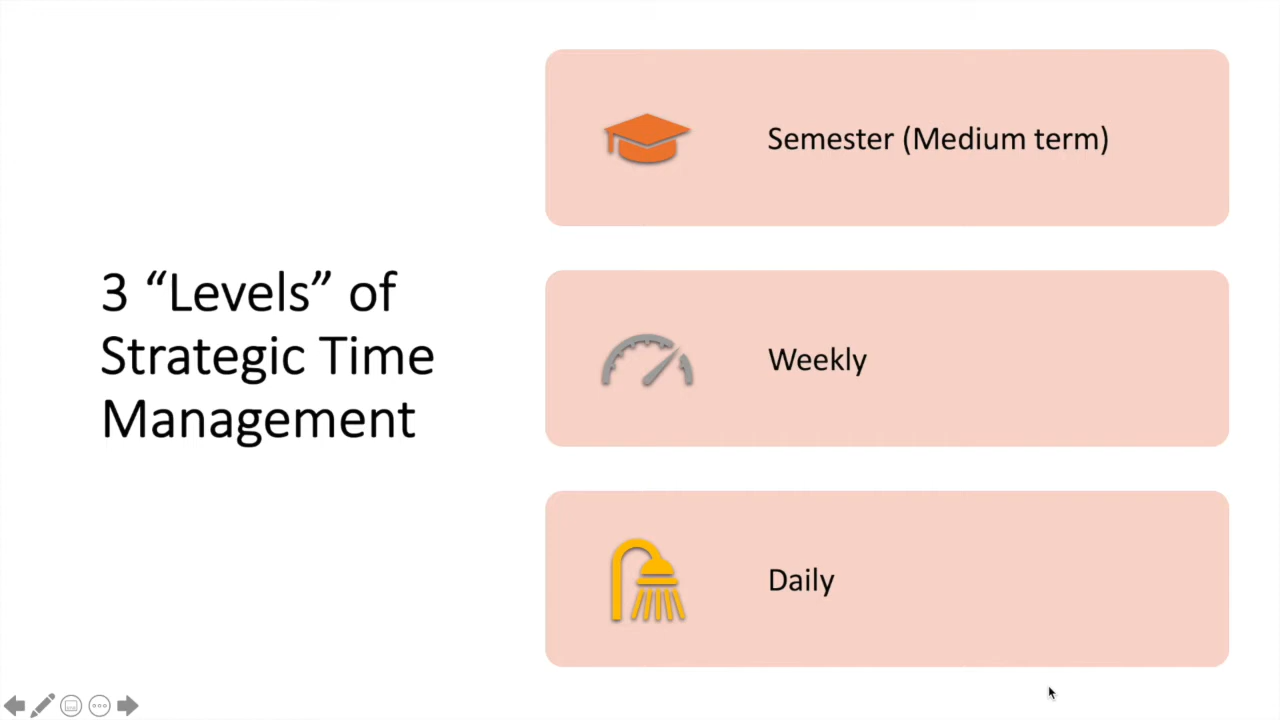 3 “Levels” of
Strategic Time
Management
Semester (Medium term)
Weekly
Daily